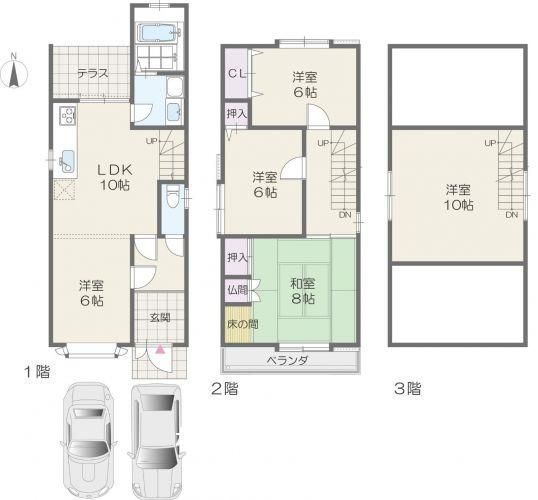 N
テラス
UP
LDK
10帖
洋室
6帖
玄関
1階
CL
洋室
6帖
押入
洋室
6帖
UP
DN
押入
仏間
床の間
和室
8帖
ベランダ
2階
UP
洋室
10帖
DN
3階